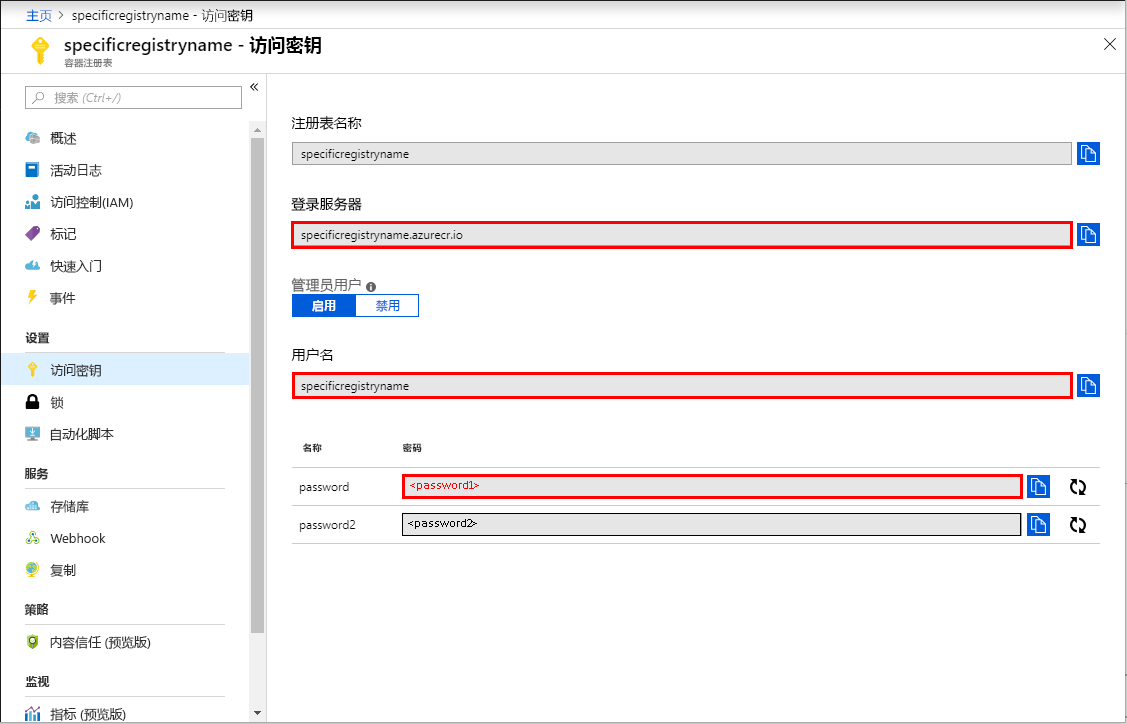 主页 > specificregistryname - 访问密钥
specificregistryname - 访问密钥
容器注册表
搜索 (Ctrl+/)
«
概述
活动日志
访问控制(IAM)
标记
快速入门
事件
设置
访问密钥
锁
自动化脚本
服务
存储库
Webhook
复制
策略
内容信任 (预览版)
监视
指标 (预览版)
注册表名称
specificregistryname
登录服务器
specificregistryname.azurecr.io
管理员用户
启用 禁用
用户名
specificregistryname
名称 密码
password <password1>
password2 <password2>